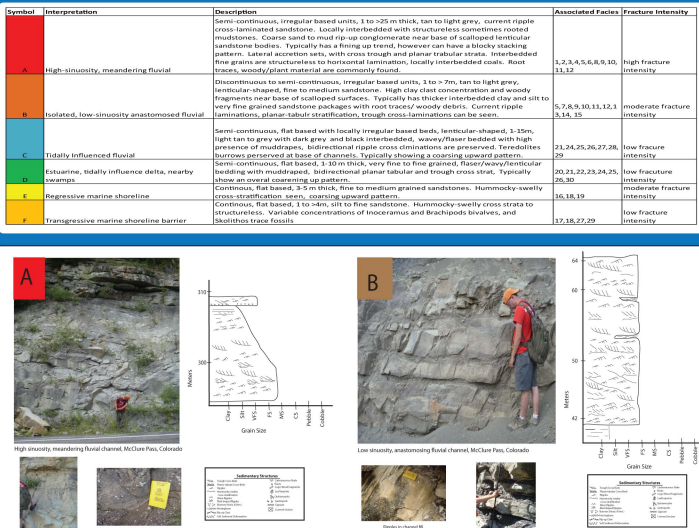 Symbol Interpretation Description Associated Facies Fracture Intensity
Semi-continuous, irregular based units, 1 to >25 m thick, tan to light grey, current ripple
cross-laminated sandstone. Locally interbedded with structureless sometimes rooted
mudstones. Coarse sand to mud rip-up conglomerate near base of scalloped lenticular
sandstone bodies. Typically has a fining up trend, however can have a blocky stacking
pattern. Lateral accretion sets, with cross trough and planar trabular strata. Interbedded
fine grains are structureless to horixontal lamination, locally interbedded coals. Root
traces, woody/plant material are commonly found.
A High-sinuosity, meandering fluvial
1,2,3,4,5,6,8,9,10,
11,12
high fracture
intensity
Discontinuous to semi-continuous, irregular based units, 1 to > 7m, tan to light grey,
lenticular-shaped, fine to medium sandstone. High clay clast concentration and woody
fragments near base of scalloped surfaces. Typically has thicker interbedded clay and silt to
very fine grained sandstone packages with root traces/ woody debris. Current ripple
laminations, planar-tabulr stratification, trough cross-laminations can be seen.
B Isolated, low-sinuosity anastomosed fluvial
5,7,8,9,10,11,12,1
3,14, 15
moderate fracture
intensity
Semi-continuous, flat based with locally irregular based beds, lenticular-shaped, 1-15m,
light tan to grey with dark grey and black interbedded, wavey/flaser bedded with high
presence of muddrapes, bidirectional ripple cross climinations are preserved. Teredolites
burrows perserved at base of channels. Typically showing a coarsing upward pattern.
C Tidally Influenced fluvial
21,24,25,26,27,28,
29
low fracure
intensity
Semi-continuous, flat based, 1-10 m thick, very fine to fine grained, flaser/wavy/lenticular
bedding with muddraped, bidirectional planar tabular and trough cross strat, Typically
show an overal coarening up pattern.
D Estuarine, tidally influence delta, nearby
swamps
20,21,22,23,24,25,
26,30
low fracuture
intensity
Continous, flat based, 3-5 m thick, fine to medium grained sandstones. Hummocky-swelly
cross-stratification seen, coarsing upward pattern.
E Regressive marine shoreline
16,18,19
moderate fracture
intensity
Continous, flat based, 1 to >4m, silt to fine sandstone. Hummocky-swelly cross strata to
structureless. Variable concentrations of Inoceramus and Brachipods bivalves, and
Skolithos trace fossils
F Transgressive marine shoreline barrier
17,18,27,29
low fracture
intensity
A
310
300
Meters
Clay Silt VFS FS MS CS Pebble Cobble
Grain Size
High sinuosity, meandering fluvial channel, McClure Pass, Colorado
Sedimentary Structures
B
64
60
50
42
Meters
Clay Silt VFS FS MS CS Pebble Cobble
Grain Size
Low sinuosity, anastomosing fluvial channel, McClure Pass, Colorado
Sedimentary Structures